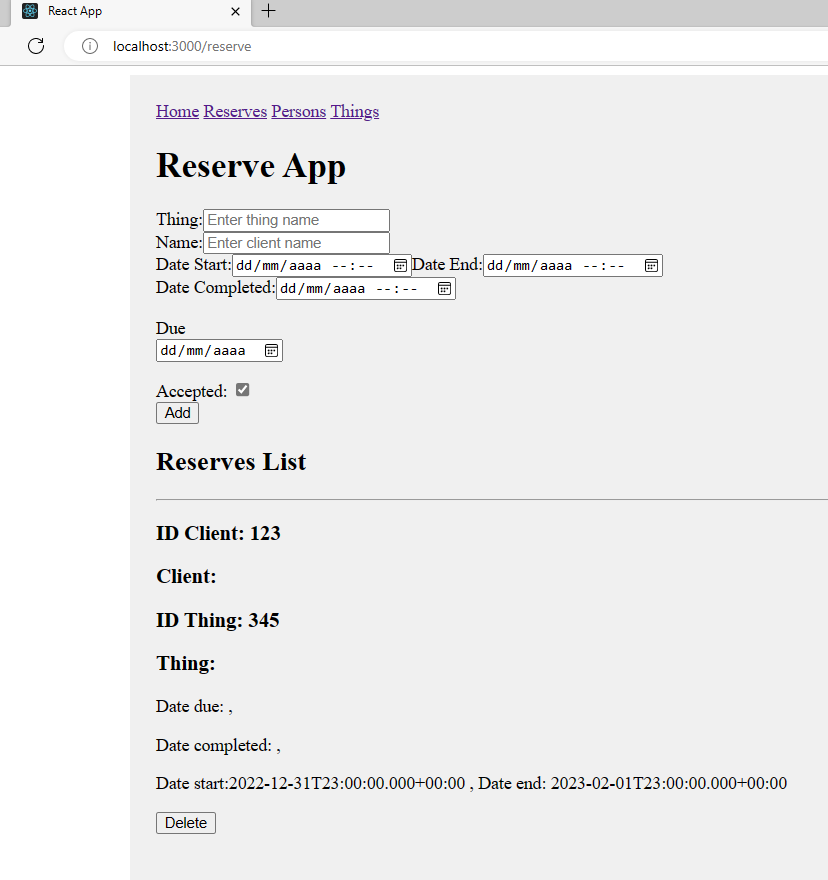 React App
localhost:3000/reserve
Home Reserves Persons Things
Reserve App
Thing: Enter thing name
Name: Enter client name
Date Start: dd/mm/aaaa --:-- Date End: dd/mm/aaaa --:--
Date Completed: dd/mm/aaaa --:--
Due
dd/mm/aaaa
Accepted:
Add
Reserves List
ID Client: 123
Client:
ID Thing: 345
Thing:
Date due: ,
Date completed: ,
Date start:2022-12-31T23:00:00.000+00:00 , Date end: 2023-02-01T23:00:00.000+00:00
Delete